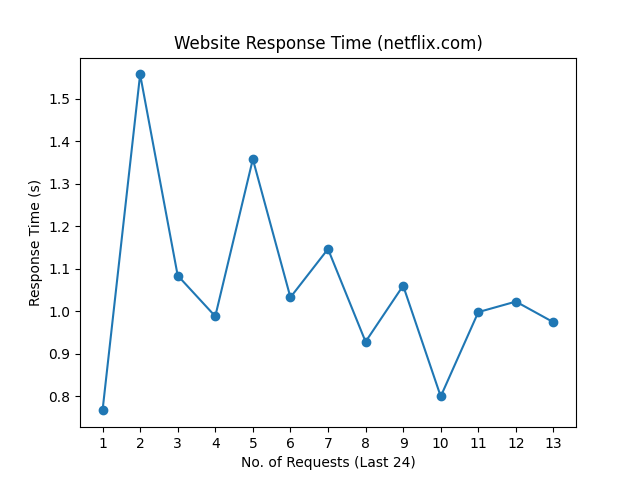 Website Response Time (netflix.com)
Response Time (s)
1.5
1.4
1.3
1.2
1.1
1.0
0.9
0.8
1 2 3 4 5 6 7 8 9 10 11 12 13
No. of Requests (Last 24)